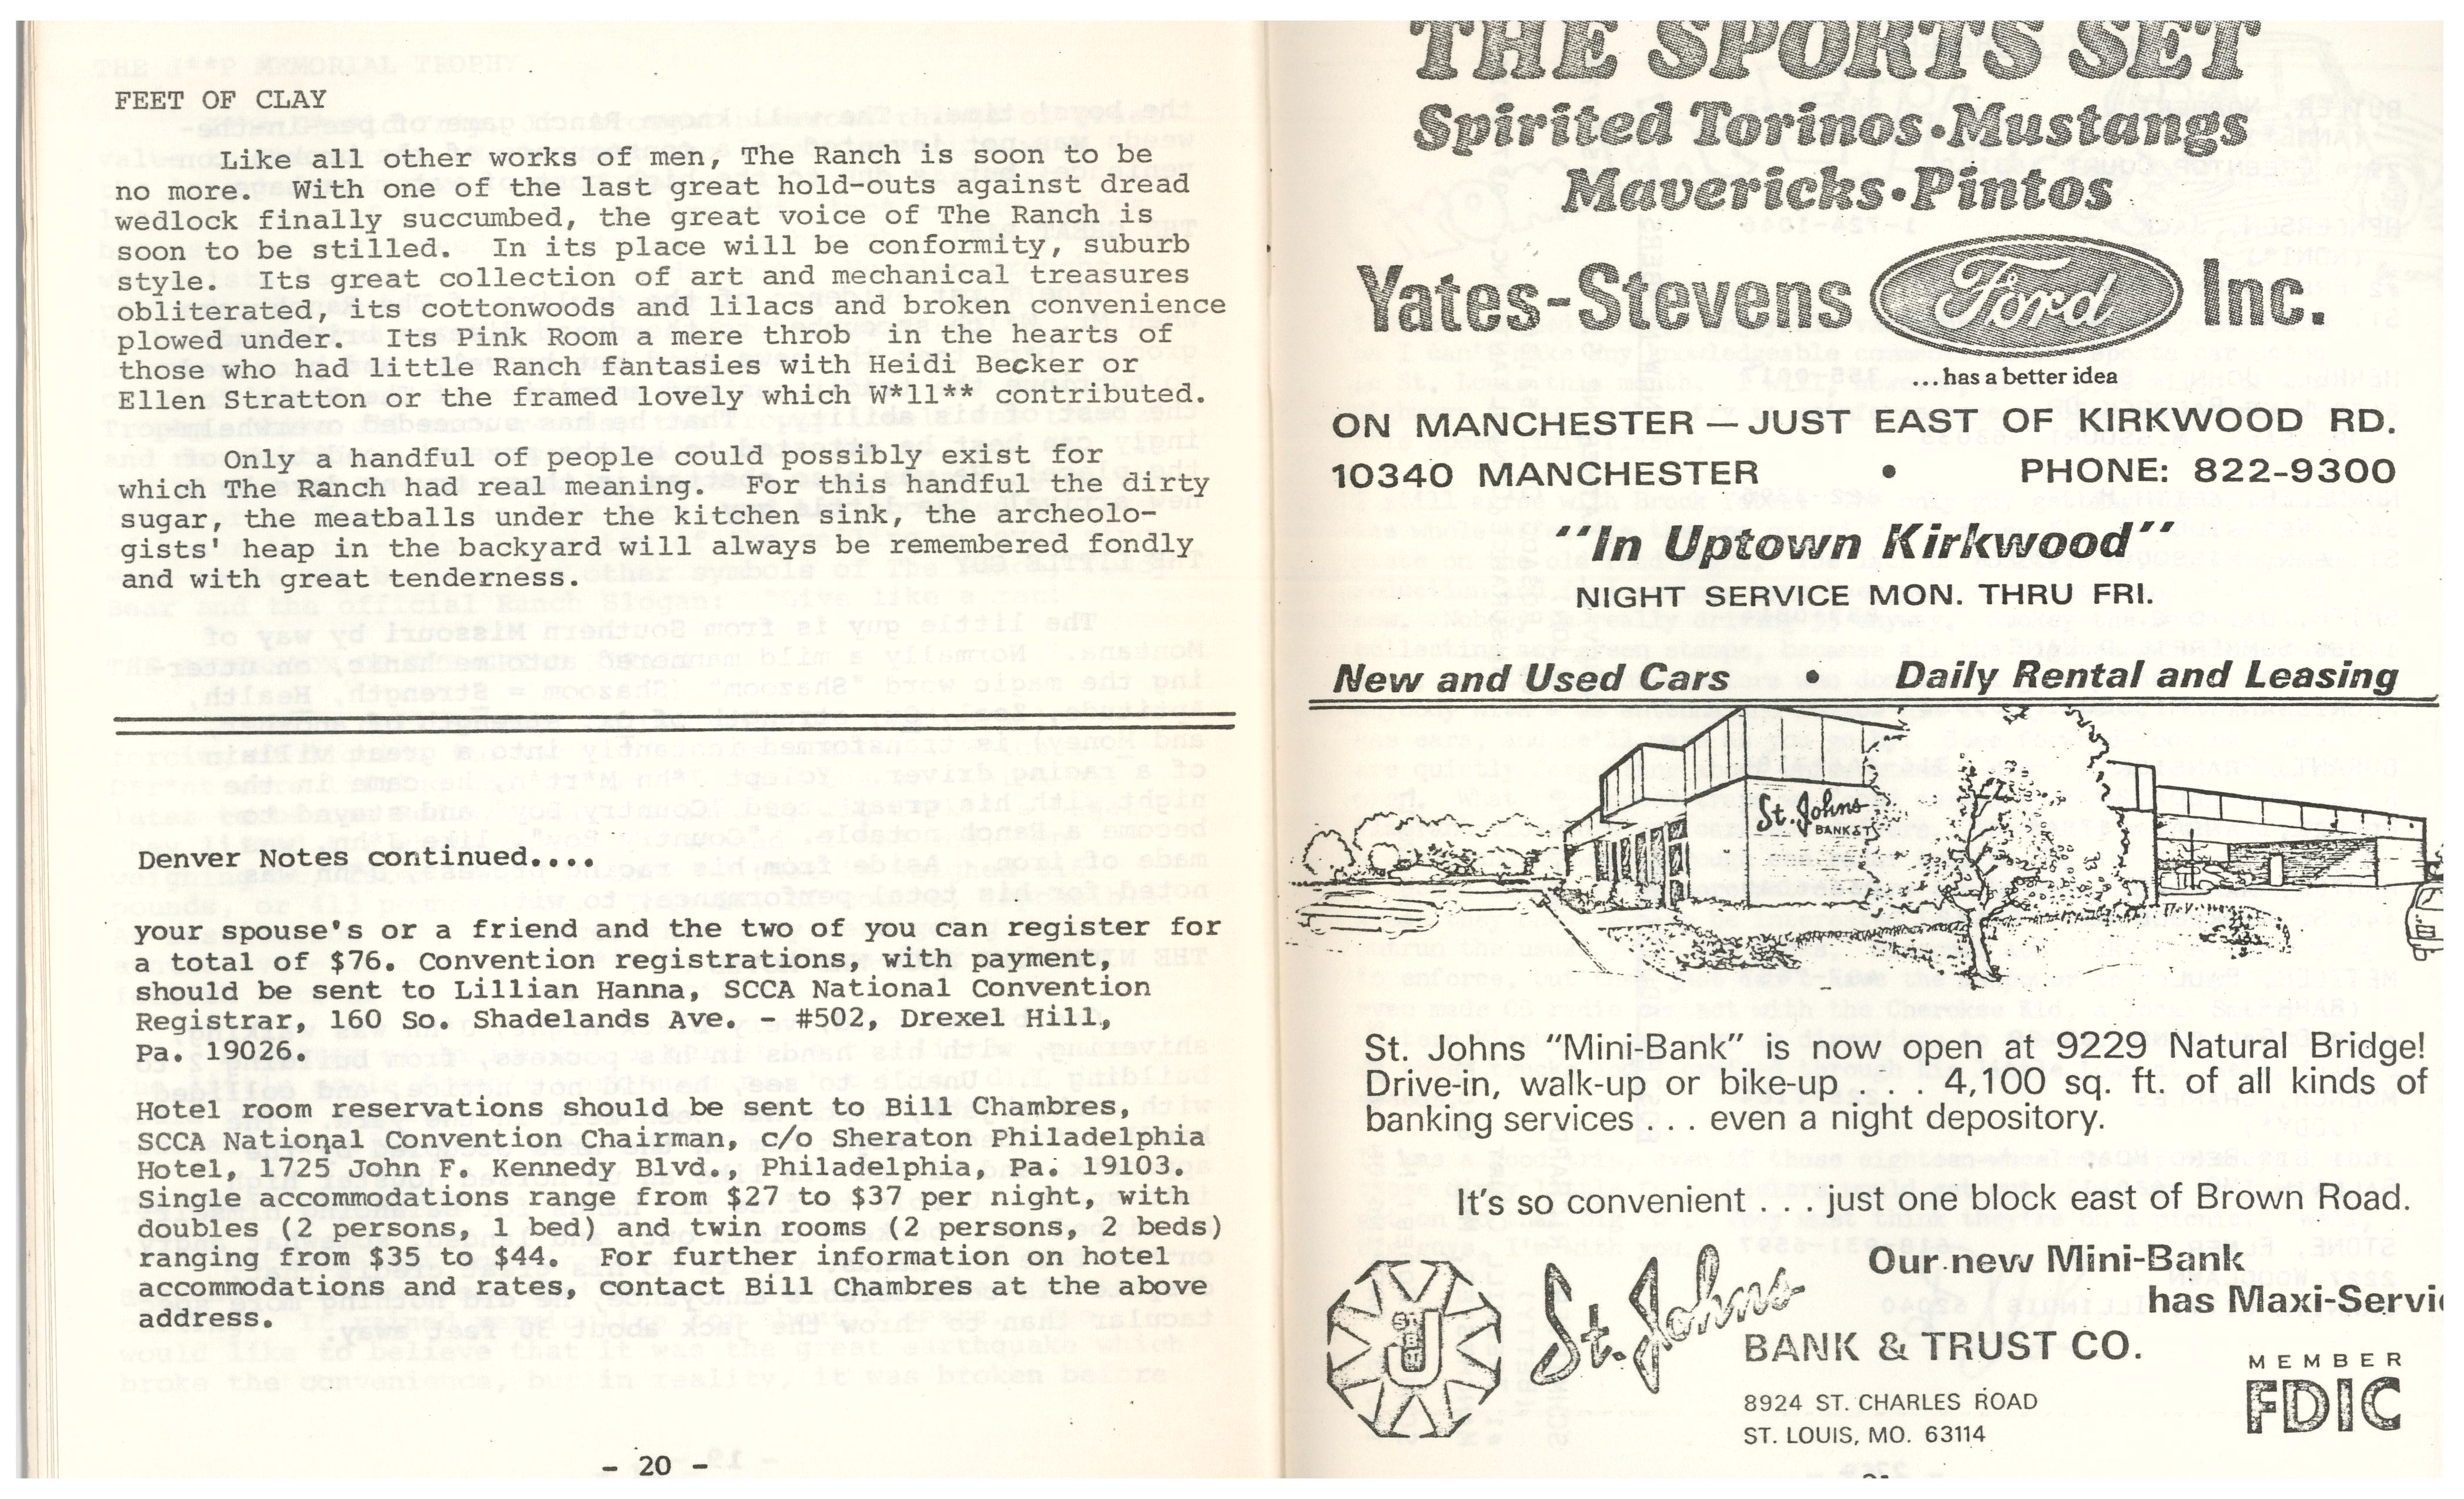 FEET OF CLAY
Like all other works of men, The Ranch is soon to be
no more. With one of the last great hold-outs against dread
wedlock finally succumbed, the great voice of The Ranch is
soon to be stilled. In its place will be conformity, suburb
style. Its great collection of art and mechanical treasures
obliterated, its cottonwoods and lilacs and broken convenience
plowed under. Its Pink Room a mere throb in the hearts of
those who had little Ranch fantasies with Heidi Becker or
Ellen Stratton or the framed lovely which W*ll** contributed.
Only a handful of people could possibly exist for
which The Ranch had real meaning. For this handful the dirty
sugar, the meatballs under the kitchen sink, the archeolo-
gists' heap in the backyard will always be remembered fondly
and with great tenderness.
Denver Notes continued....
your spouse's or a friend and the two of you can register for
a total of $76. Convention registrations, with payment,
should be sent to Lillian Hanna, SCCA National Convention
Registrar, 160 So. Shadelands Ave. - #502, Drexel Hill,
Pa. 19026.
Hotel room reservations should be sent to Bill Chambres,
SCCA National Convention Chairman, c/o Sheraton Philadelphia
Hotel, 1725 John F. Kennedy Blvd., Philadelphia, Pa. 19103.
Single accommodations range from $27 to $37 per night, with
doubles (2 persons, 1 bed) and twin rooms (2 persons, 2 beds)
ranging from $35 to $44. For further information on hotel
accommodations and rates, contact Bill Chambres at the above
address.
- 20 -
THE SPORTS SET
Spirited Torinos•Mustangs
Mavericks•Pintos
Yates-Stevens Ford Inc.
...has a better idea
ON MANCHESTER — JUST EAST OF KIRKWOOD RD.
10340 MANCHESTER • PHONE: 822-9300
"In Uptown Kirkwood"
NIGHT SERVICE MON. THRU FRI.
New and Used Cars • Daily Rental and Leasing
St. Johns
BANK & T
St. Johns "Mini-Bank" is now open at 9229 Natural Bridge!
Drive-in, walk-up or bike-up . . . 4,100 sq. ft. of all kinds of
banking services . . . even a night depository.
It's so convenient . . . just one block east of Brown Road.
Our new Mini-Bank
has Maxi-Servi
St. Johns
BANK & TRUST CO.
8924 ST. CHARLES ROAD
ST. LOUIS, MO. 63114
MEMBER
FDIC